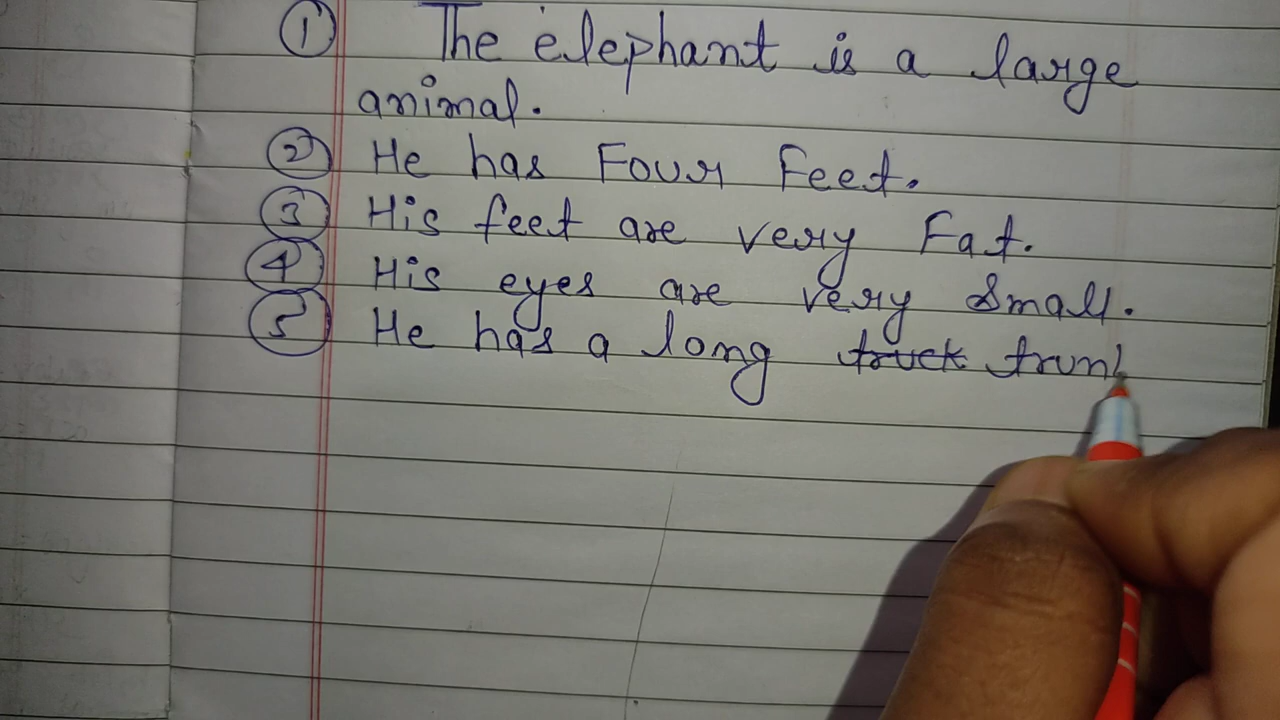 ① The elephant is a large
animal.
② He has Four Feet.
③ His feet are very Fat.
④ His eyes are very Small.
⑤ He has a long truck trunk